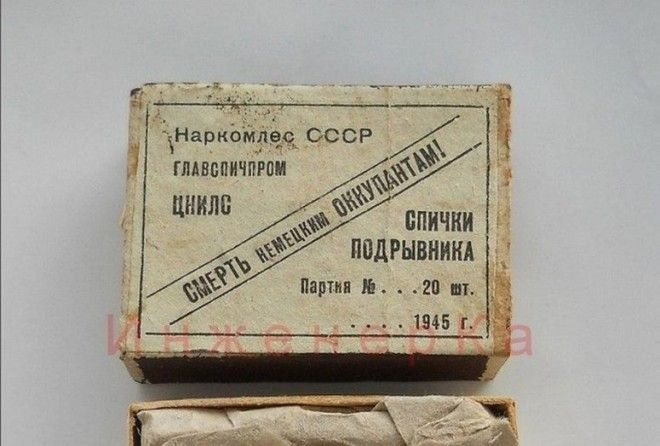 Наркомлес СССР
ГЛАВСПИЧПРОМ
ЦНИЛС
СМЕРТЬ НЕМЕЦКИМ ОККУПАНТАМ!
СПИЧКИ
ПОДРЫВНИКА
Партия № . . . 20 шт.
. . . . 1945 г.
Инженерка